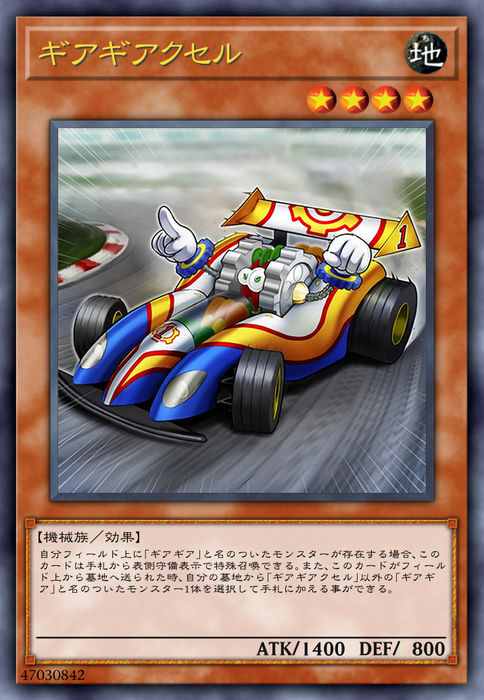 ギアギアクセル
ち
地
1
【機械族／効果】
自分フィールド上に「ギアギア」と名のついたモンスターが存在する場合、この
カードは手札から表側守備表示で特殊召喚できる。また、このカードがフィー
ルド上から墓地へ送られた時、自分の墓地から「ギアギアクセル」以外の「ギアギ
ア」と名のついたモンスター1体を選択して手札に加える事ができる。
ATK/1400 DEF/ 800
47030842